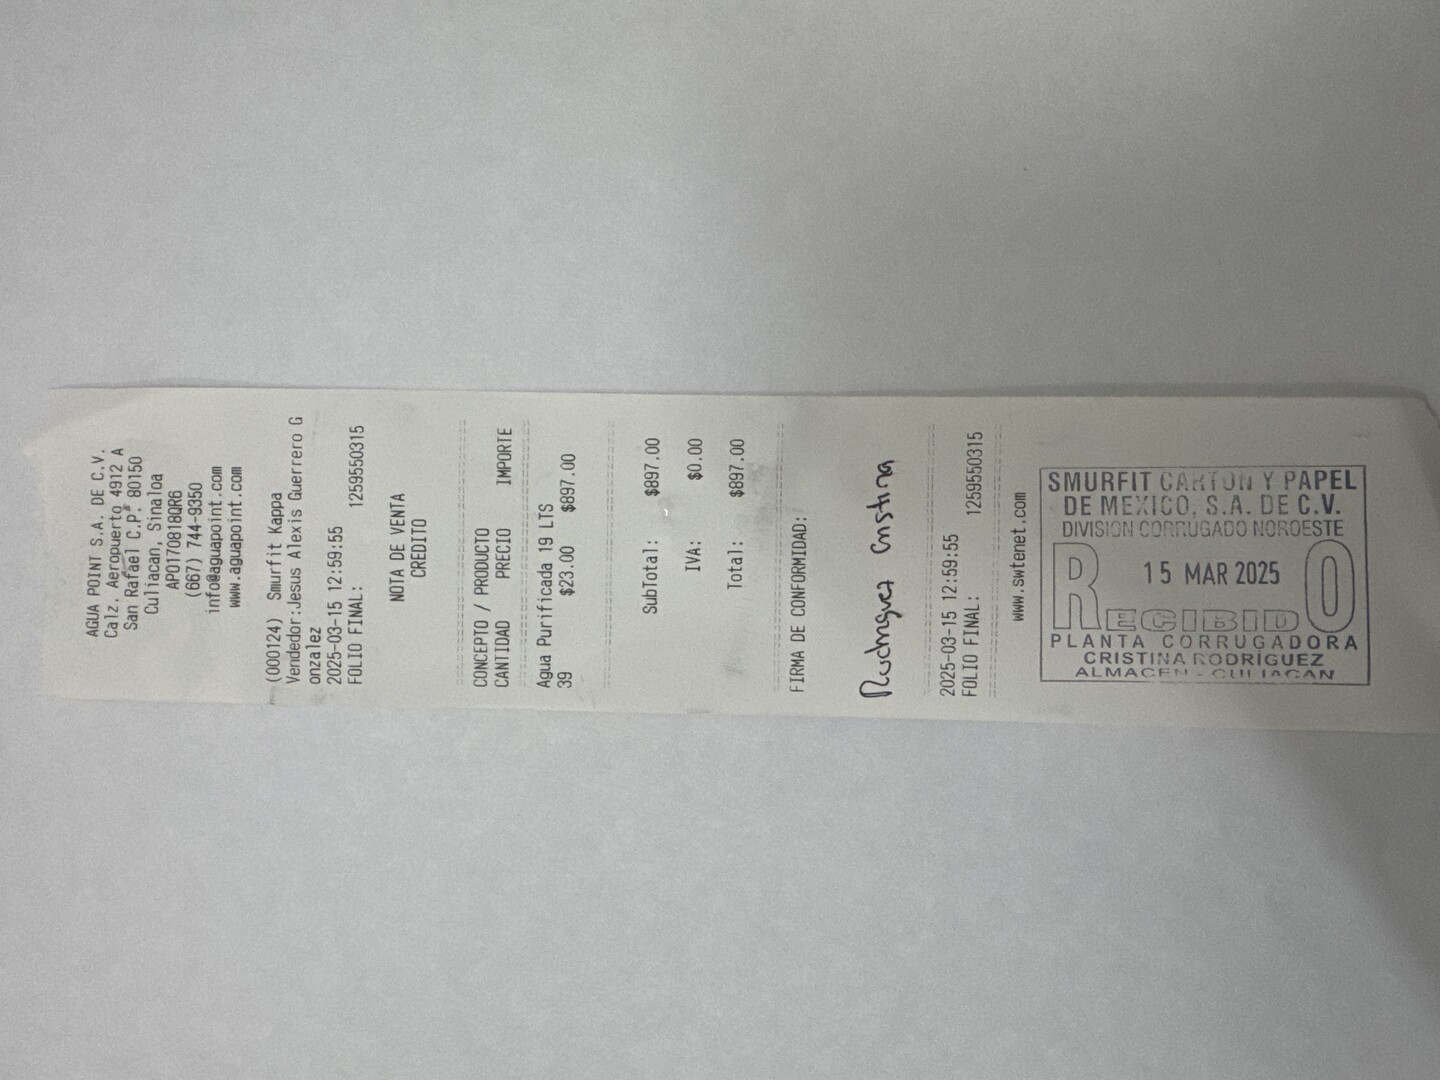 AGUA POINT S.A. DE C.V.
Calz. Aeropuerto 4912 A
San Rafael C.P. 80150
Culiacan, Sinaloa
APO170818QR6
(667) 744-9350
info@aguapoint.com
www.aguapoint.com
(000124) Smurfit Kappa
Vendedor:Jesus Alexis Guerrero G
onzalez
2025-03-15 12:59:55
FOLIO FINAL: 1259550315
NOTA DE VENTA
CREDITO
CONCEPTO / PRODUCTO
CANTIDAD PRECIO IMPORTE
Agua Purificada 19 LTS
39 $23.00 $897.00
SubTotal: $897.00
IVA: $0.00
Total: $897.00
FIRMA DE CONFORMIDAD:
Rodriguez Cristina
2025-03-15 12:59:55
FOLIO FINAL: 1259550315
www.swtenet.com
SMURFIT CARTON Y PAPEL
DE MEXICO, S.A. DE C.V.
DIVISION CORRUGADO NOROESTE
15 MAR 2025
RECIBIDO
PLANTA CORRUGADORA
CRISTINA RODRÍGUEZ
ALMACEN - CULIACAN